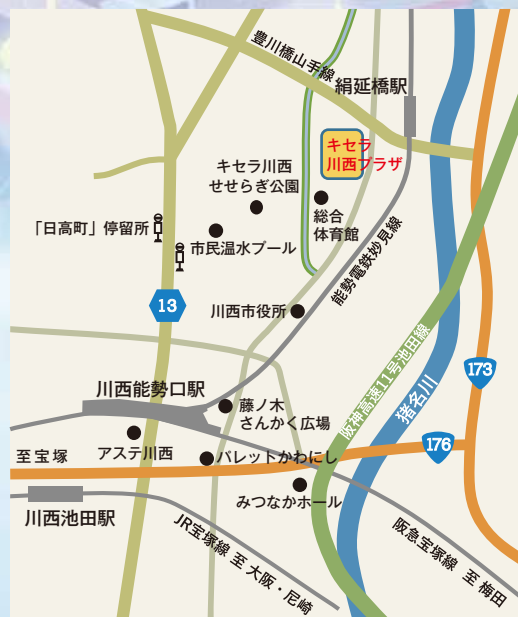 豊川橋山手線
絹延橋駅
キセラ
川西プラザ
キセラ川西
せせらぎ公園
総合
体育館
「日高町」停留所
市民温水プール
能勢電鉄妙見線
川西市役所
13
阪神高速11号池田線
猪名川
173
川西能勢口駅
藤ノ木
さんかく広場
176
至宝塚
アステ川西
パレットかわにし
みつなかホール
川西池田駅
JR宝塚線 至 大阪・尼崎
阪急宝塚線 至 梅田